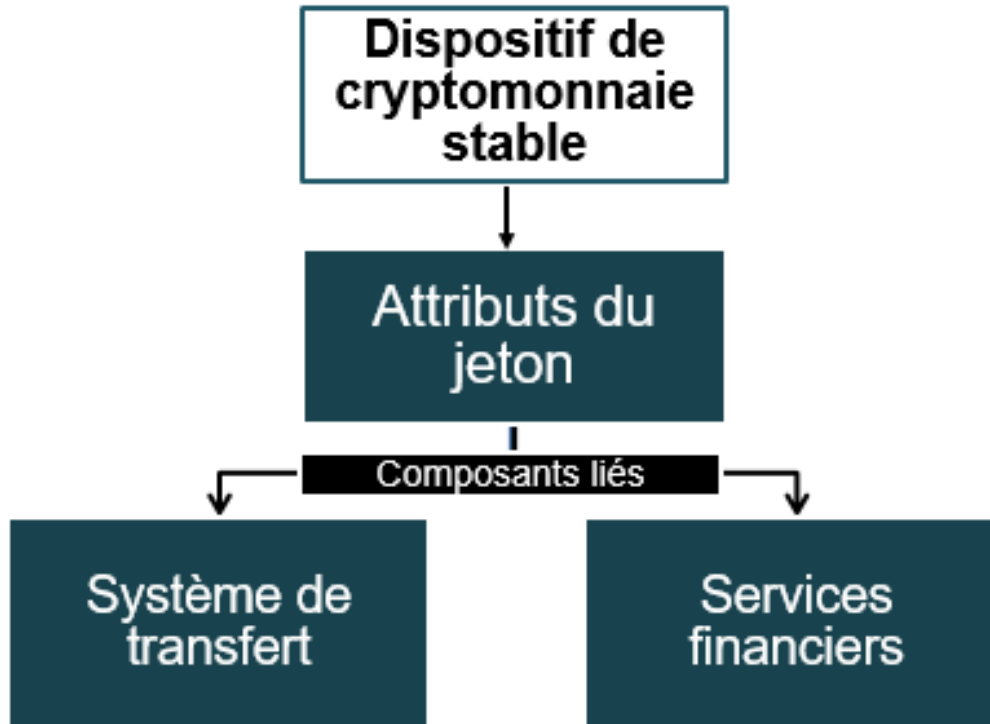 Dispositif de
cryptomonnaie
stable
Attributs du
jeton
Composants liés
Système de
transfert
Services
financiers